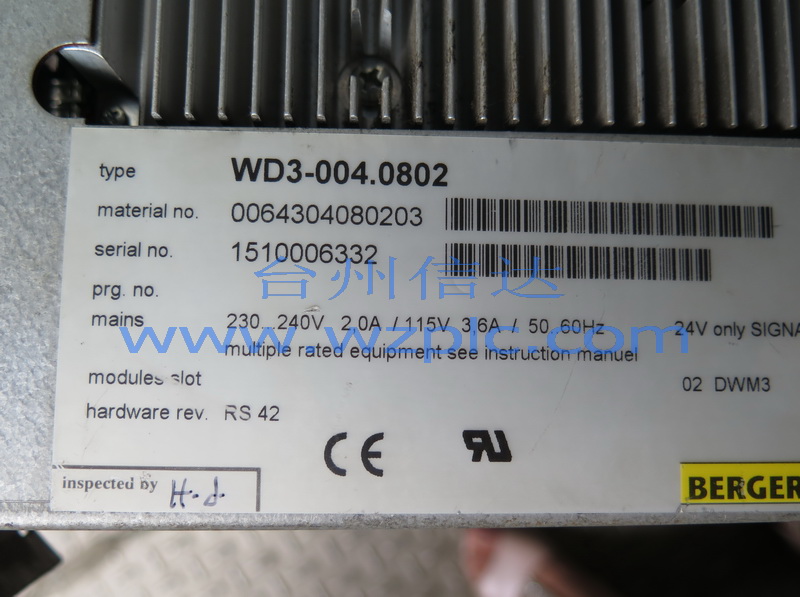 type WD3-004.0802
material no. 0064304080203
serial no. 1510006332
台州信达
prg. no.
mains 230...240V 2.0A / 115V 3,6A / 50..60Hz 24V only SIGNA
www.wzplc.com
multiple rated equipment see instruction manuel
modules slot 02 DWM3
hardware rev. RS 42
CE
inspected by
BERGER